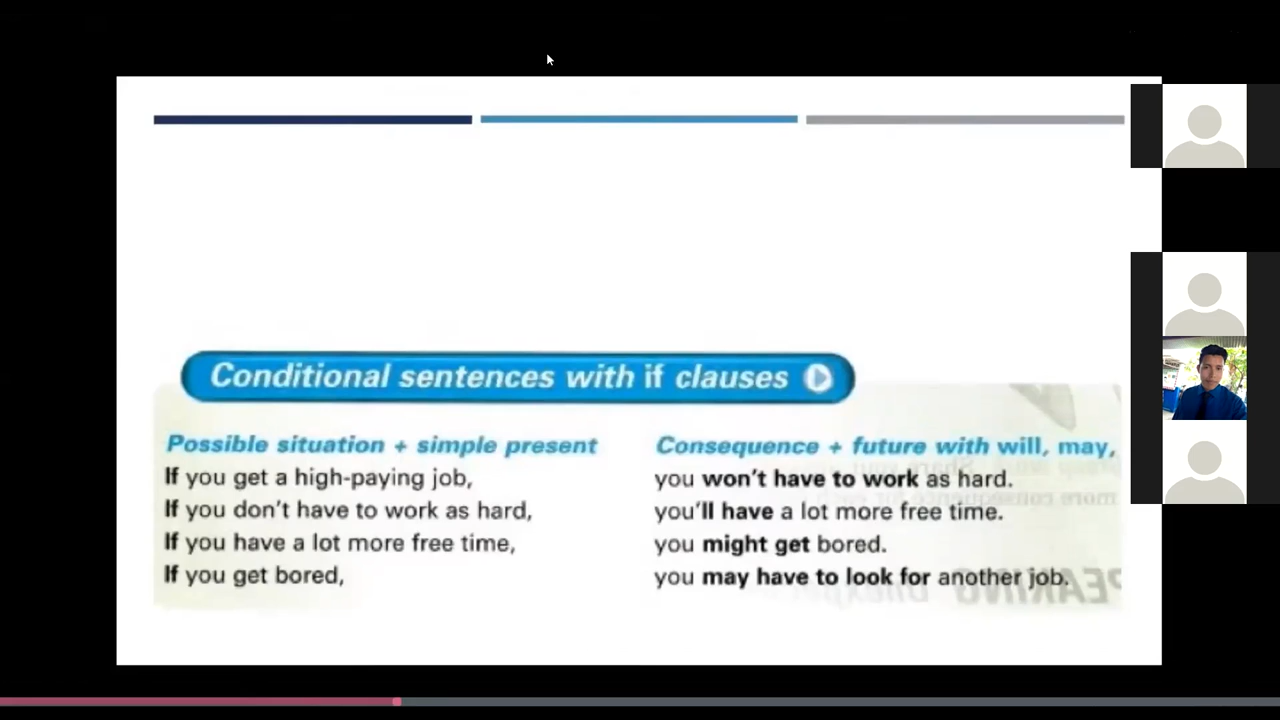 Conditional sentences with if clauses
Possible situation + simple present
Consequence + future with will, may,
If you get a high-paying job,
you won't have to work as hard.
If you don't have to work as hard,
you'll have a lot more free time.
If you have a lot more free time,
you might get bored.
If you get bored,
you may have to look for another job.